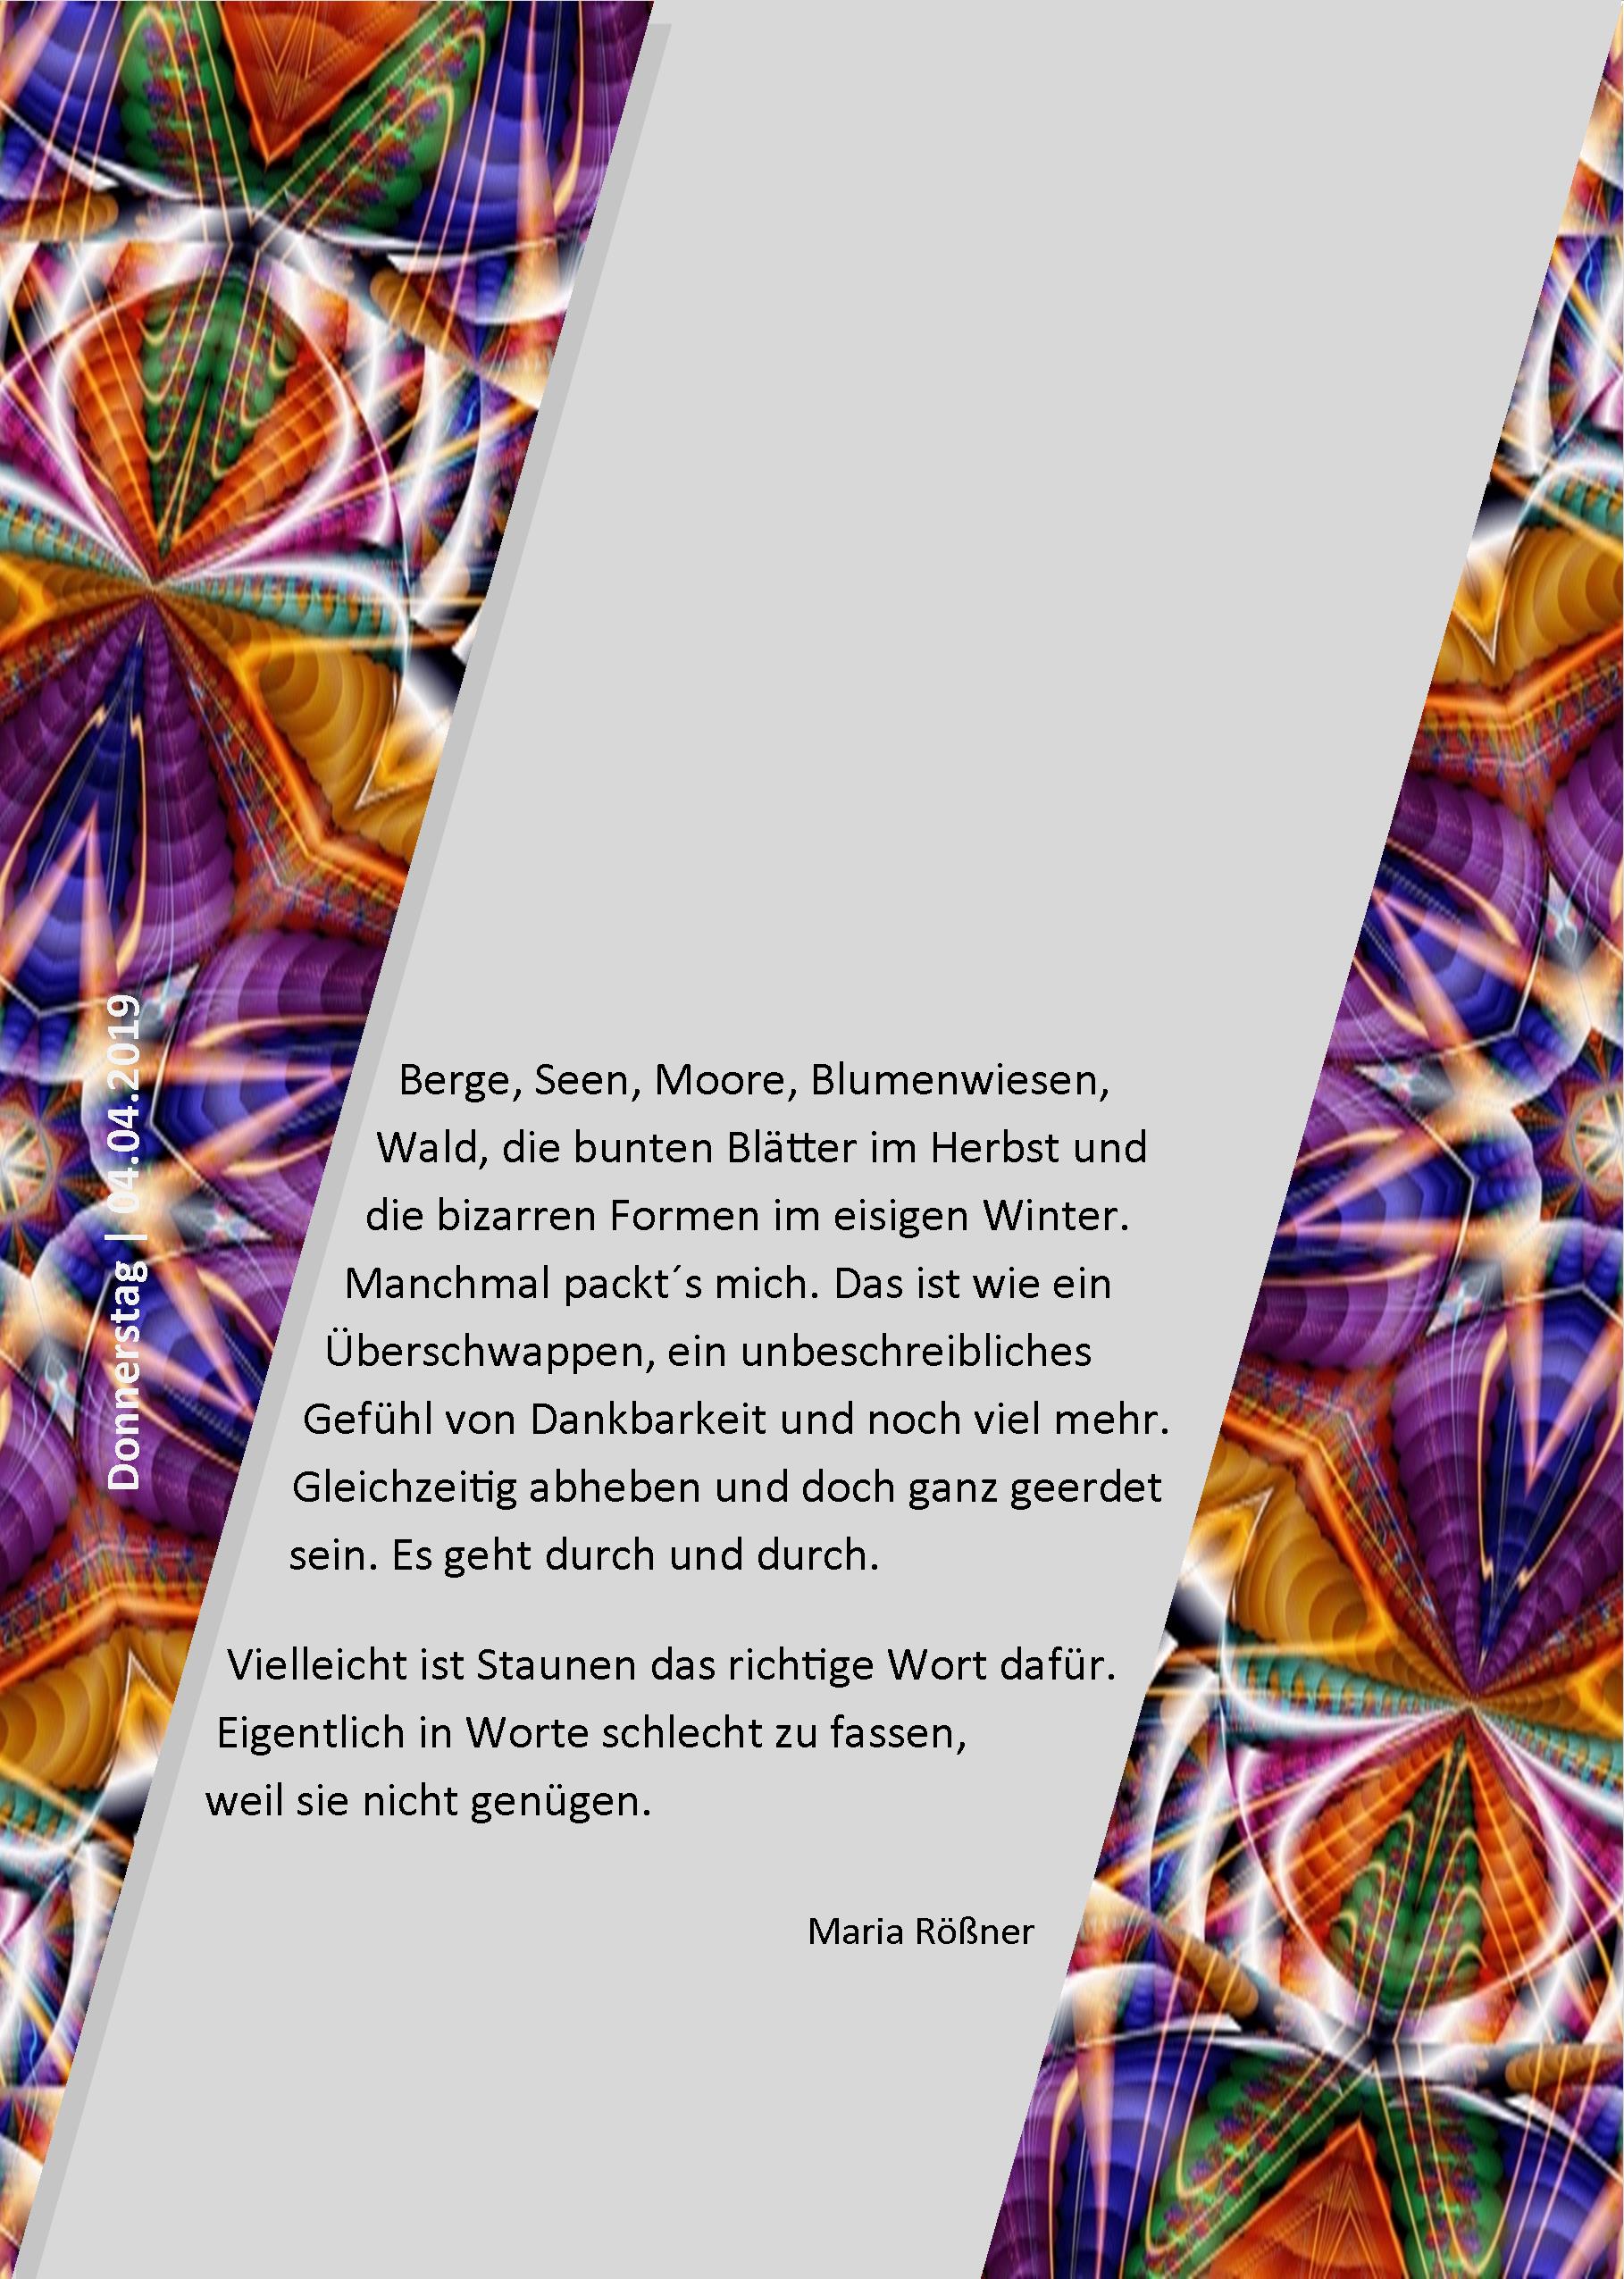 Donnerstag | 04.04.2019
Berge, Seen, Moore, Blumenwiesen,
Wald, die bunten Blätter im Herbst und
die bizarren Formen im eisigen Winter.
Manchmal packt´s mich. Das ist wie ein
Überschwappen, ein unbeschreibliches
Gefühl von Dankbarkeit und noch viel mehr.
Gleichzeitig abheben und doch ganz geerdet
sein. Es geht durch und durch.
Vielleicht ist Staunen das richtige Wort dafür.
Eigentlich in Worte schlecht zu fassen,
weil sie nicht genügen.
Maria Rößner